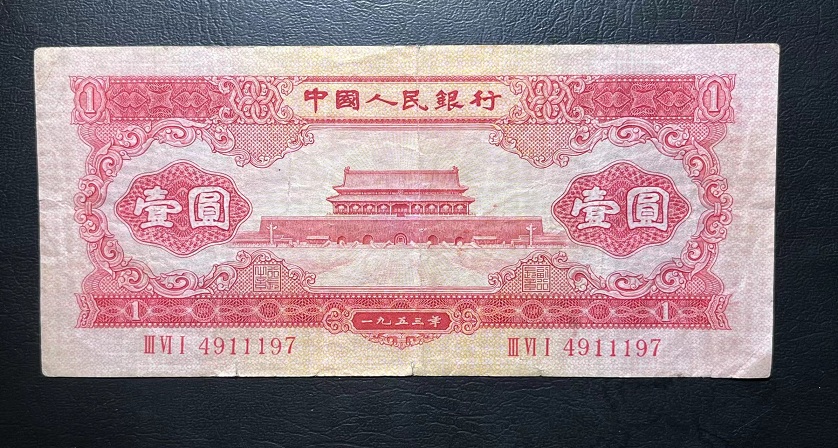 中國人民銀行
1 1
壹圓 壹圓
1 一九五三年 1
ⅢⅥⅠ 4911197 ⅢⅥⅠ 4911197